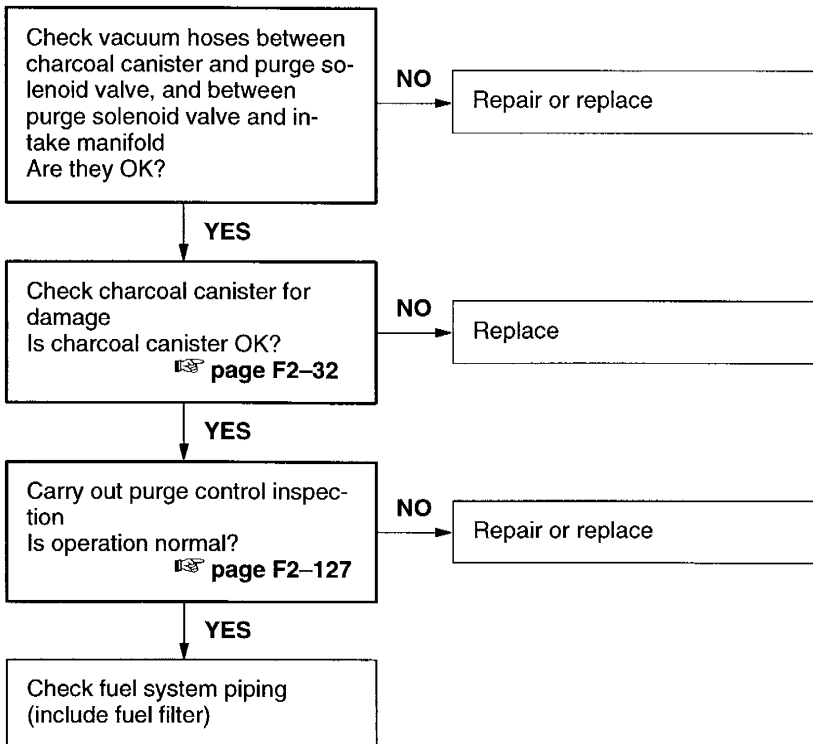 Check vacuum hoses between
charcoal canister and purge so-
lenoid valve, and between
purge solenoid valve and in-
take manifold
Are they OK?
NO
Repair or replace
YES
Check charcoal canister for
damage
Is charcoal canister OK?
☞ page F2–32
NO
Replace
YES
Carry out purge control inspec-
tion
Is operation normal?
☞ page F2–127
NO
Repair or replace
YES
Check fuel system piping
(include fuel filter)